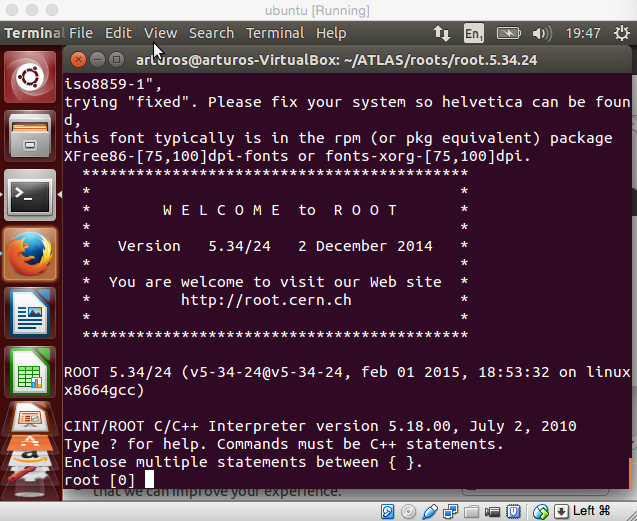 ubuntu [Running]
Terminal File Edit View Search Terminal Help En1 19:47
arturos@arturos-VirtualBox: ~/ATLAS/roots/root.5.34.24
iso8859-1",
trying "fixed". Please fix your system so helvetica can be foun
d,
this font typically is in the rpm (or pkg equivalent) package
XFree86-[75,100]dpi-fonts or fonts-xorg-[75,100]dpi.
*******************************************
* *
* W E L C O M E to R O O T *
* *
* Version 5.34/24 2 December 2014 *
* *
* You are welcome to visit our Web site *
* http://root.cern.ch *
* *
*******************************************
ROOT 5.34/24 (v5-34-24@v5-34-24, feb 01 2015, 18:53:32 on linux
x8664gcc)
CINT/ROOT C/C++ Interpreter version 5.18.00, July 2, 2010
Type ? for help. Commands must be C++ statements.
Enclose multiple statements between { }.
root [0]
that we can improve your experience.
Left ⌘